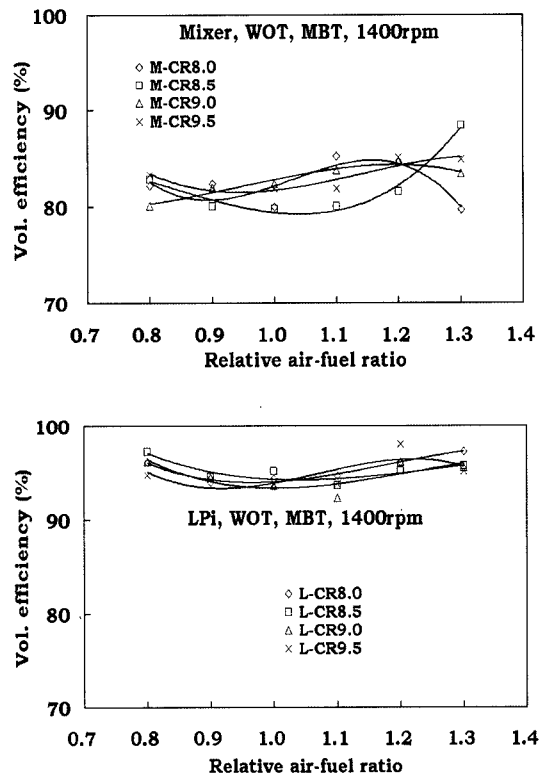 100
Mixer, WOT, MBT, 1400rpm
M-CR8.0
M-CR8.5
M-CR9.0
M-CR9.5
90
80
70
Vol. efficiency (%)
0.7 0.8 0.9 1.0 1.1 1.2 1.3 1.4
Relative air-fuel ratio
100
90
LPi, WOT, MBT, 1400rpm
L-CR8.0
L-CR8.5
L-CR9.0
L-CR9.5
80
70
Vol. efficiency (%)
0.7 0.8 0.9 1.0 1.1 1.2 1.3 1.4
Relative air-fuel ratio